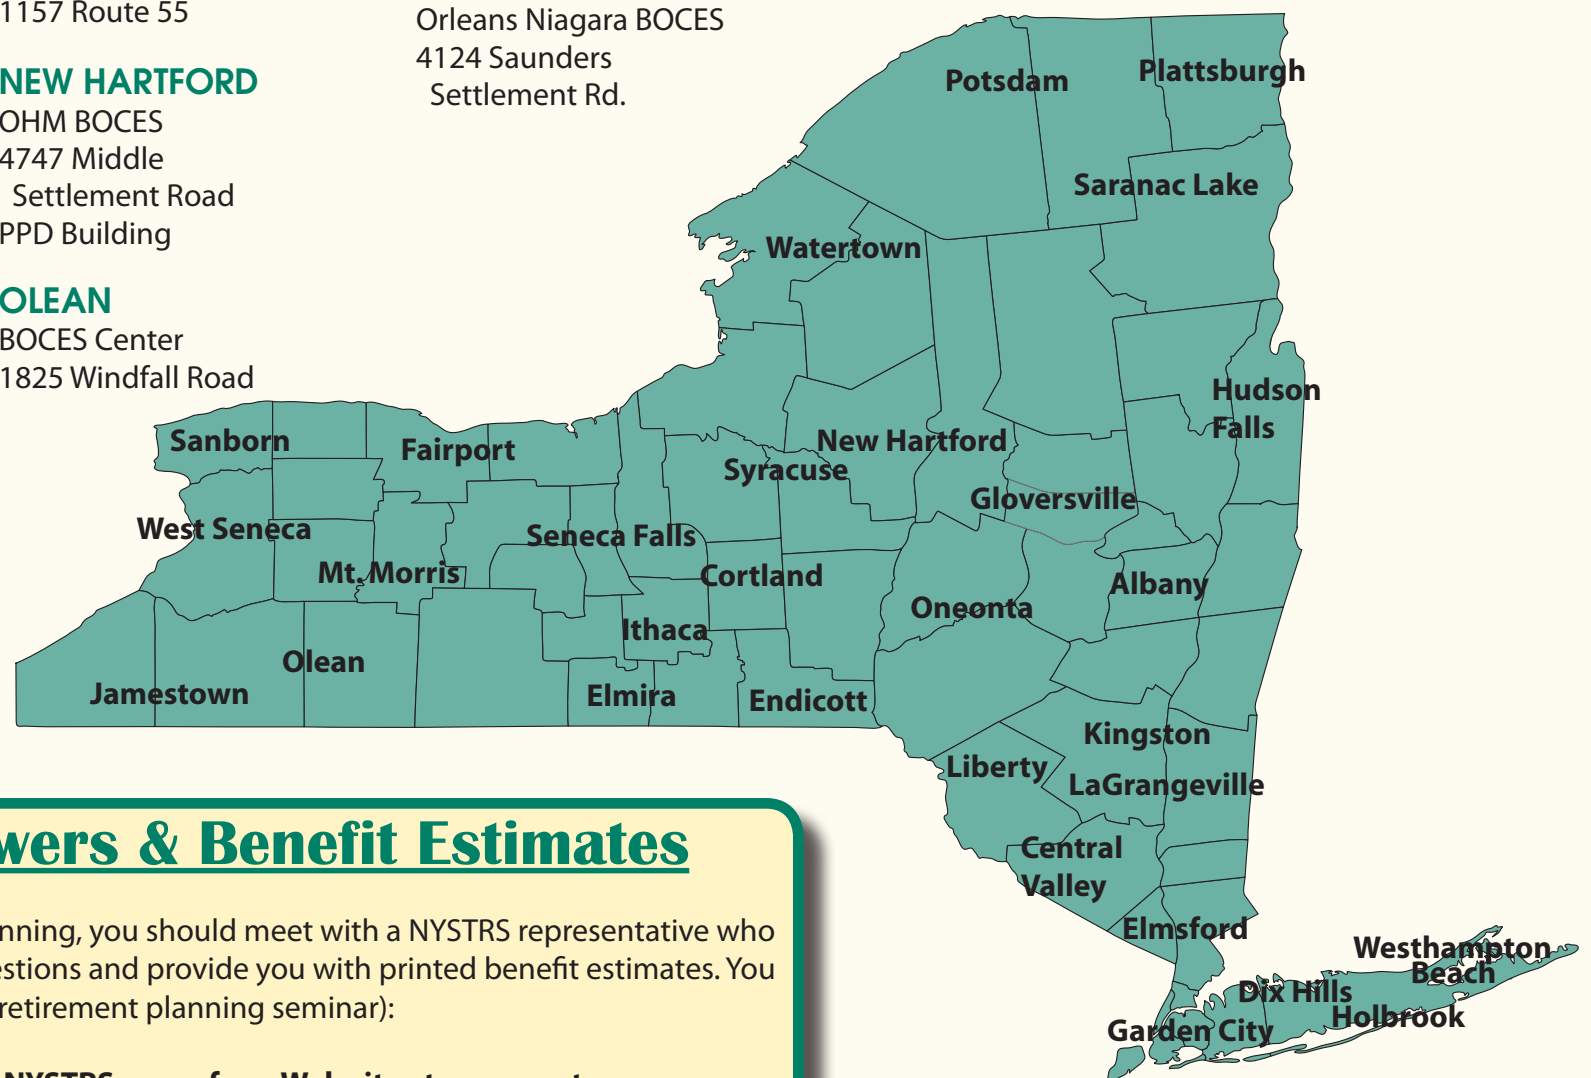 1157 Route 55
NEW HARTFORD
OHM BOCES
4747 Middle
Settlement Road
PPD Building
OLEAN
BOCES Center
1825 Windfall Road
Orleans Niagara BOCES
4124 Saunders
Settlement Rd.
Potsdam
Plattsburgh
Saranac Lake
Watertown
Hudson
Falls
Sanborn
Fairport
New Hartford
Syracuse
Gloversville
West Seneca
Seneca Falls
Mt. Morris
Cortland
Albany
Oneonta
Ithaca
Olean
Jamestown
Elmira
Endicott
Kingston
Liberty
LaGrangeville
Central
Valley
Elmsford
Westhampton
Beach
Dix Hills
Holbrook
Garden City
wers & Benefit Estimates
nning, you should meet with a NYSTRS representative who
estions and provide you with printed benefit estimates. You
retirement planning seminar):